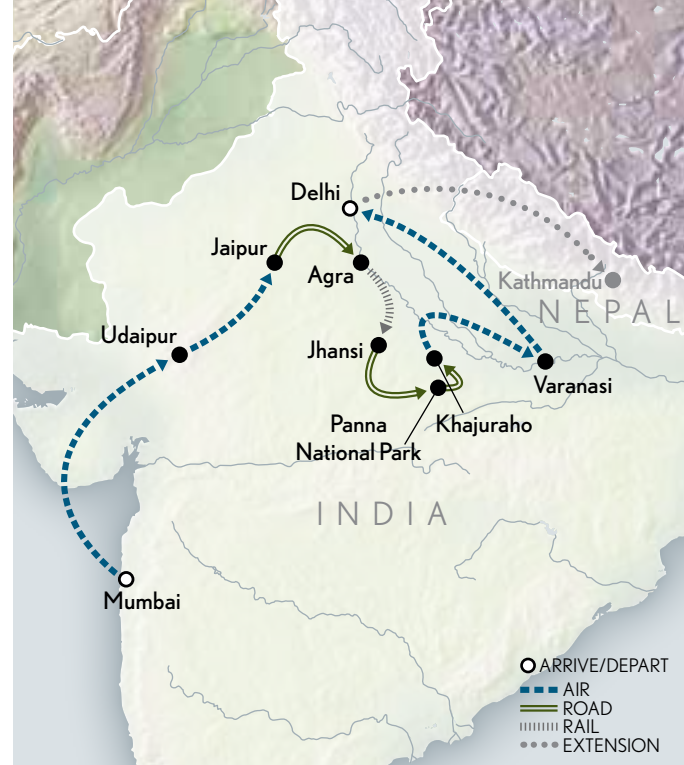 Delhi
Jaipur
Agra
Kathmandu
NEPAL
Udaipur
Jhansi
Varanasi
Panna
National Park
Khajuraho
INDIA
Mumbai
ARRIVE/DEPART
AIR
ROAD
RAIL
EXTENSION